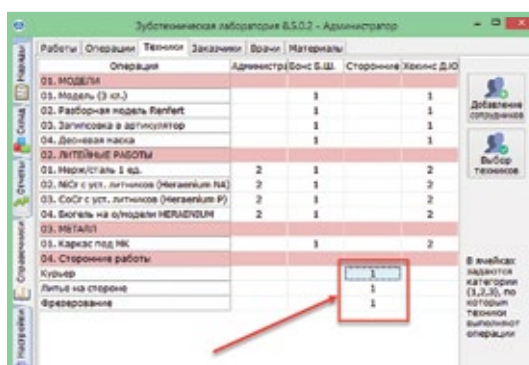 Зуботехническая лаборатория 8.5.0.2 - Администратор
Работы Операции Техники Заказчики Врачи Материалы
Операция Администра Бонс Б.Ш. Сторонние Хокинс Д.Ю
01. МОДЕЛИ
01. Модель (3 кл.) 1 1
02. Разборная модель Renfert 1 1
03. Загипсовка в артикулятор 1 1
04. Десневая маска 1 1
02. ЛИТЕЙНЫЕ РАБОТЫ
01. Нерж/сталь 1 ед. 2 1 2
02. NiCr с уст. литников (Heraenium NA) 2 1 2
03. CoCr с уст. литников (Heraenium P) 2 1 2
04. Бюгель на о/модели HERAENIUM 2 1 2
03. МЕТАЛЛ
01. Каркас под МК 1 2
04. Сторонние работы
Курьер 1
Литье на стороне 1
Фрезерование 1
Наряды
Склад
Отчеты
Справочники
Настройки
Добавление
сотрудников
Выбор
техников
В ячейках
задаются
категории
(1,2,3), по
которым
техники
выполняют
операции